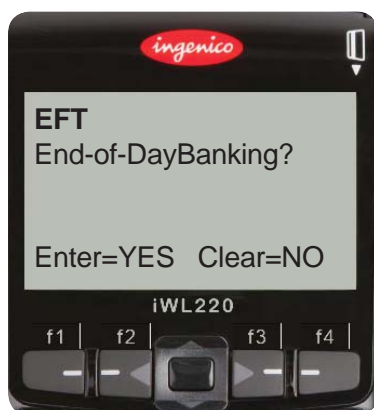 ingenico
EFT
End-of-DayBanking?
Enter=YES Clear=NO
iWL220
f1 f2 f3 f4